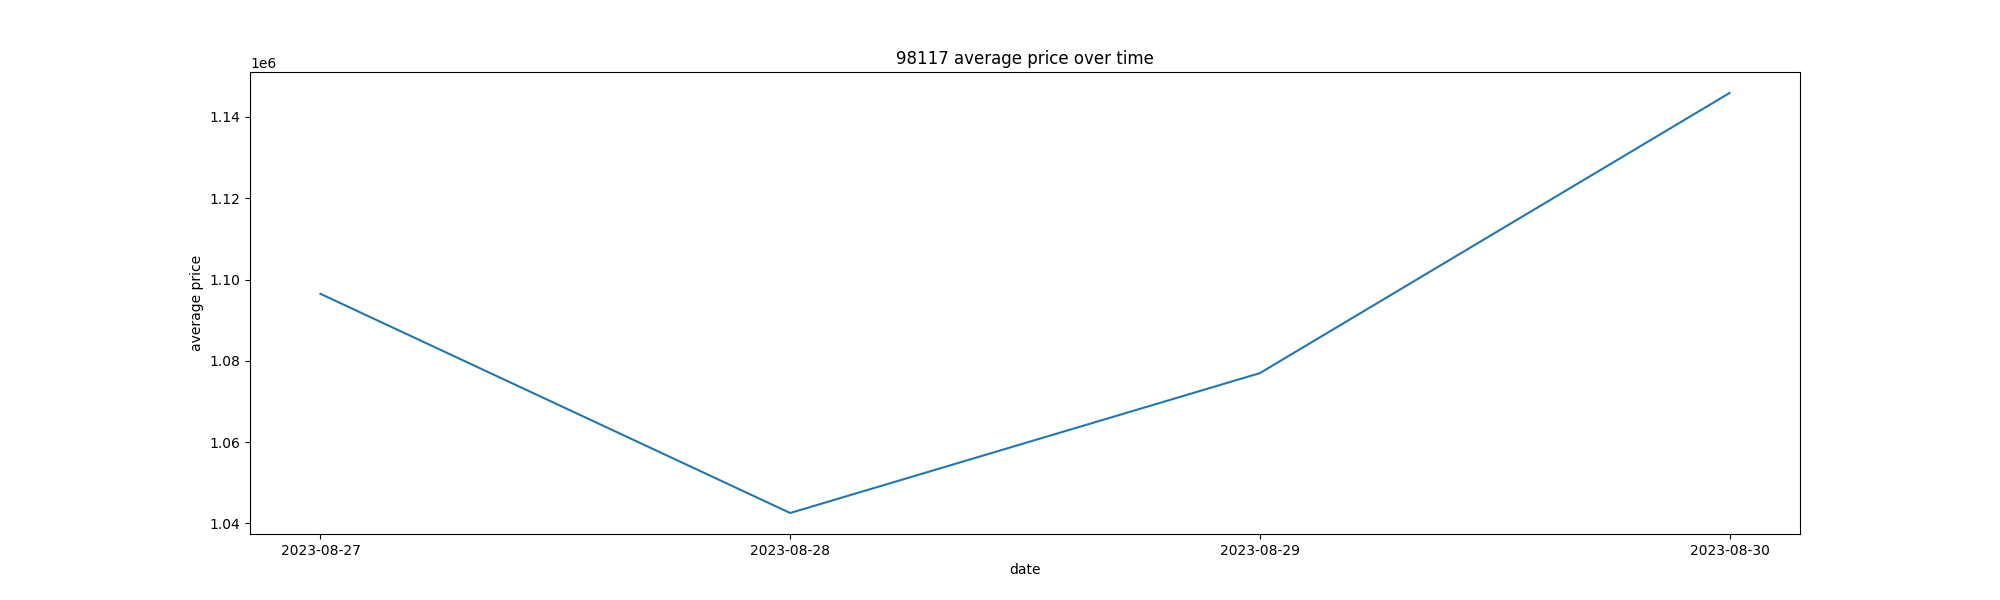 98117 average price over time
1e6
1.14
1.12
1.10
1.08
1.06
1.04
average price
2023-08-27
2023-08-28
2023-08-29
2023-08-30
date